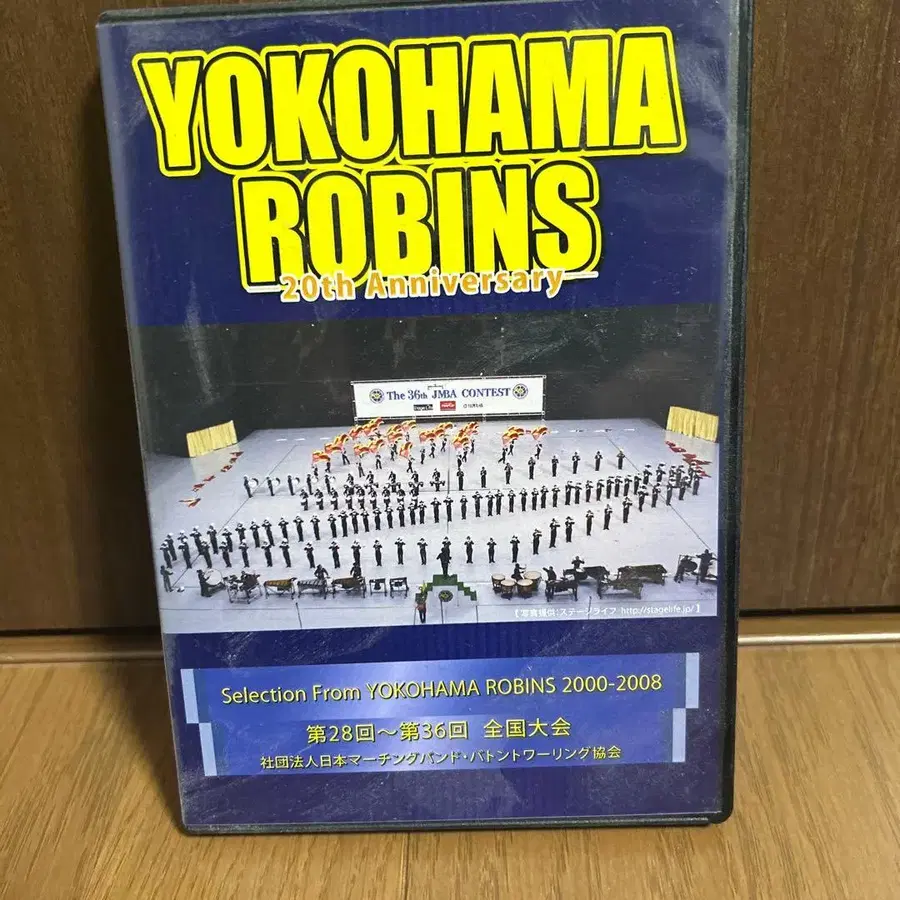 YOKOHAMA
ROBINS
20th Anniversary
The 36th JMBA CONTEST
【 写真提供:ステージライフ http://stagelife.jp/ 】
Selection From YOKOHAMA ROBINS 2000-2008
第28回〜第36回 全国大会
社団法人日本マーチングバンド・バトントワーリング協会